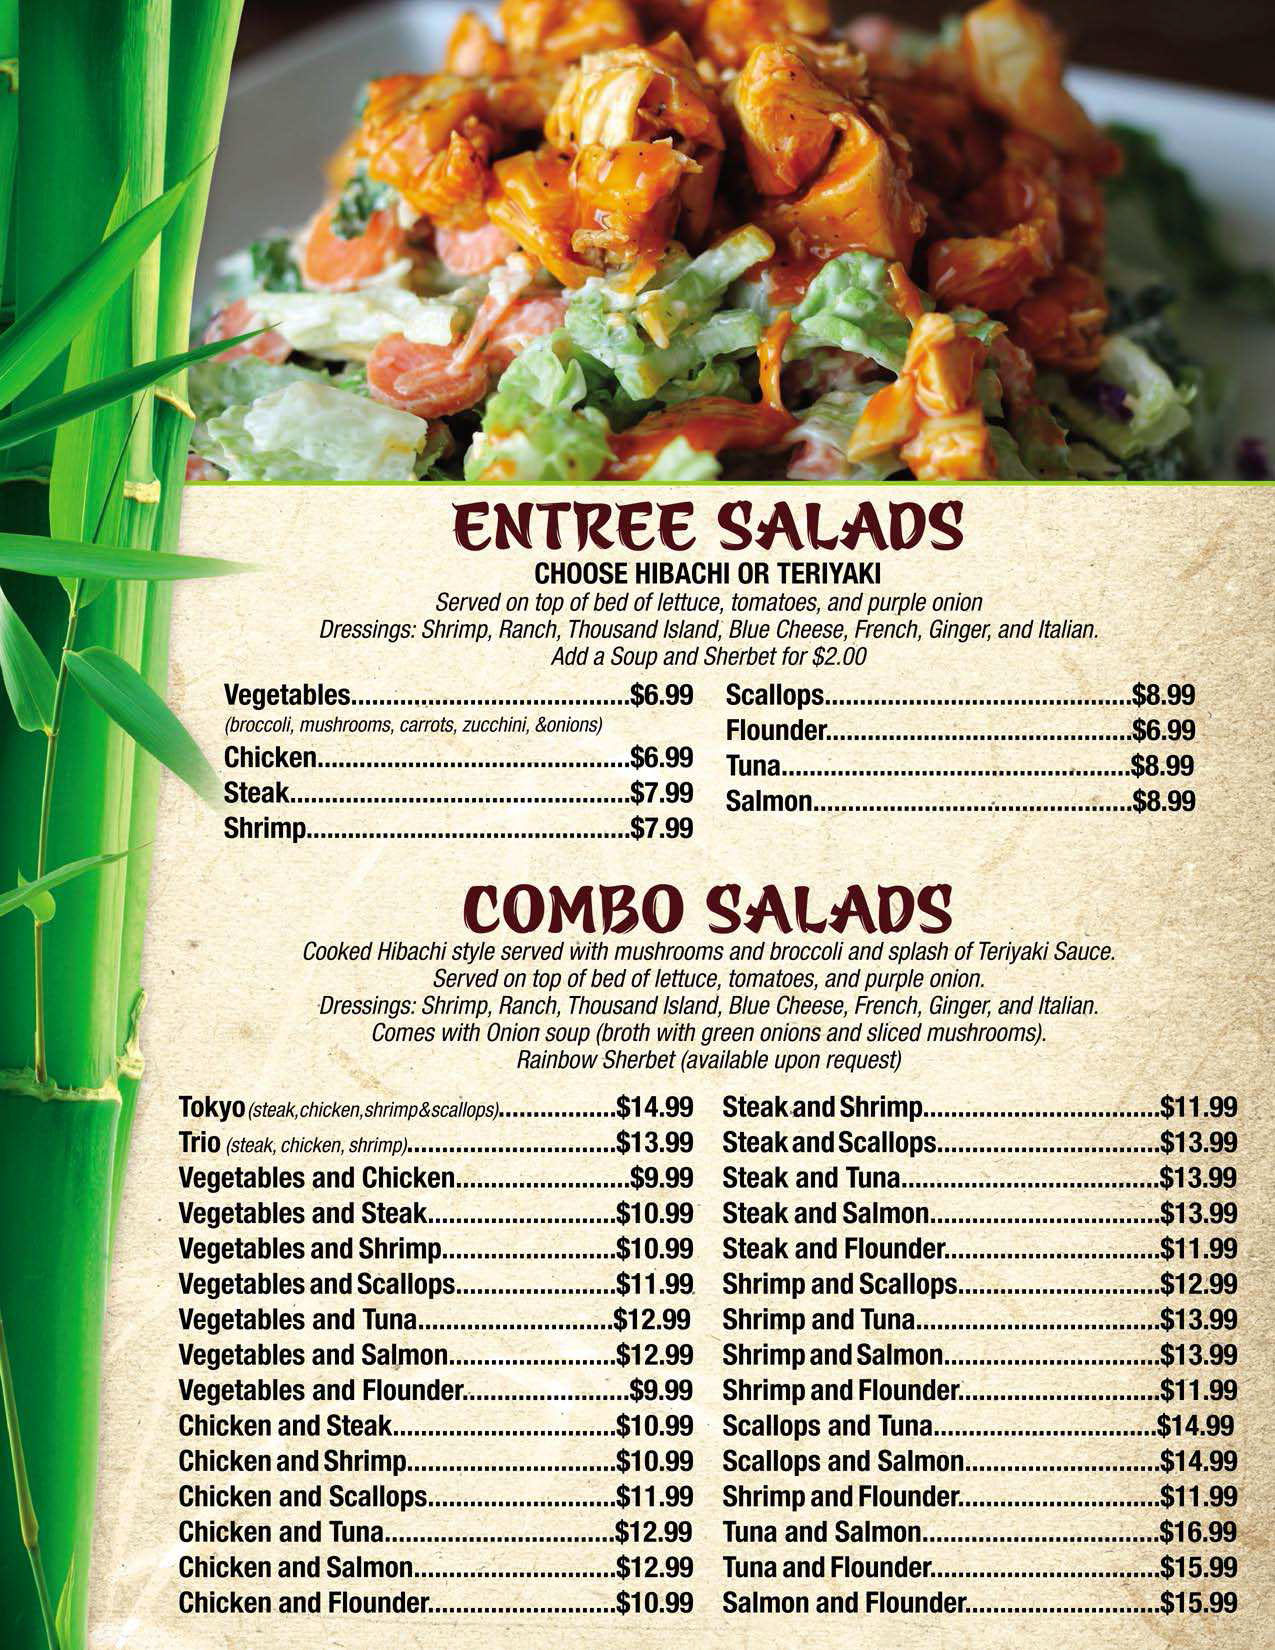 ENTREE SALADS
CHOOSE HIBACHI OR TERIYAKI
Served on top of bed of lettuce, tomatoes, and purple onion
Dressings: Shrimp, Ranch, Thousand Island, Blue Cheese, French, Ginger, and Italian.
Add a Soup and Sherbet for $2.00
Vegetables........................................$6.99
(broccoli, mushrooms, carrots, zucchini, &onions)
Chicken.............................................$6.99
Steak.................................................$7.99
Shrimp...............................................$7.99
Scallops............................................$8.99
Flounder............................................$6.99
Tuna..................................................$8.99
Salmon..............................................$8.99
COMBO SALADS
Cooked Hibachi style served with mushrooms and broccoli and splash of Teriyaki Sauce.
Served on top of bed of lettuce, tomatoes, and purple onion.
Dressings: Shrimp, Ranch, Thousand Island, Blue Cheese, French, Ginger, and Italian.
Comes with Onion soup (broth with green onions and sliced mushrooms).
Rainbow Sherbet (available upon request)
Tokyo (steak,chicken,shrimp&scallops).................$14.99
Trio (steak, chicken, shrimp)..............................$13.99
Vegetables and Chicken.........................$9.99
Vegetables and Steak...........................$10.99
Vegetables and Shrimp.........................$10.99
Vegetables and Scallops.......................$11.99
Vegetables and Tuna............................$12.99
Vegetables and Salmon........................$12.99
Vegetables and Flounder........................$9.99
Chicken and Steak................................$10.99
Chicken and Shrimp..............................$10.99
Chicken and Scallops...........................$11.99
Chicken and Tuna.................................$12.99
Chicken and Salmon.............................$12.99
Chicken and Flounder...........................$10.99
Steak and Shrimp..................................$11.99
Steak and Scallops................................$13.99
Steak and Tuna.....................................$13.99
Steak and Salmon.................................$13.99
Steak and Flounder...............................$11.99
Shrimp and Scallops.............................$12.99
Shrimp and Tuna...................................$13.99
Shrimp and Salmon...............................$13.99
Shrimp and Flounder.............................$11.99
Scallops and Tuna................................$14.99
Scallops and Salmon............................$14.99
Shrimp and Flounder.............................$11.99
Tuna and Salmon..................................$16.99
Tuna and Flounder.................................$15.99
Salmon and Flounder............................$15.99